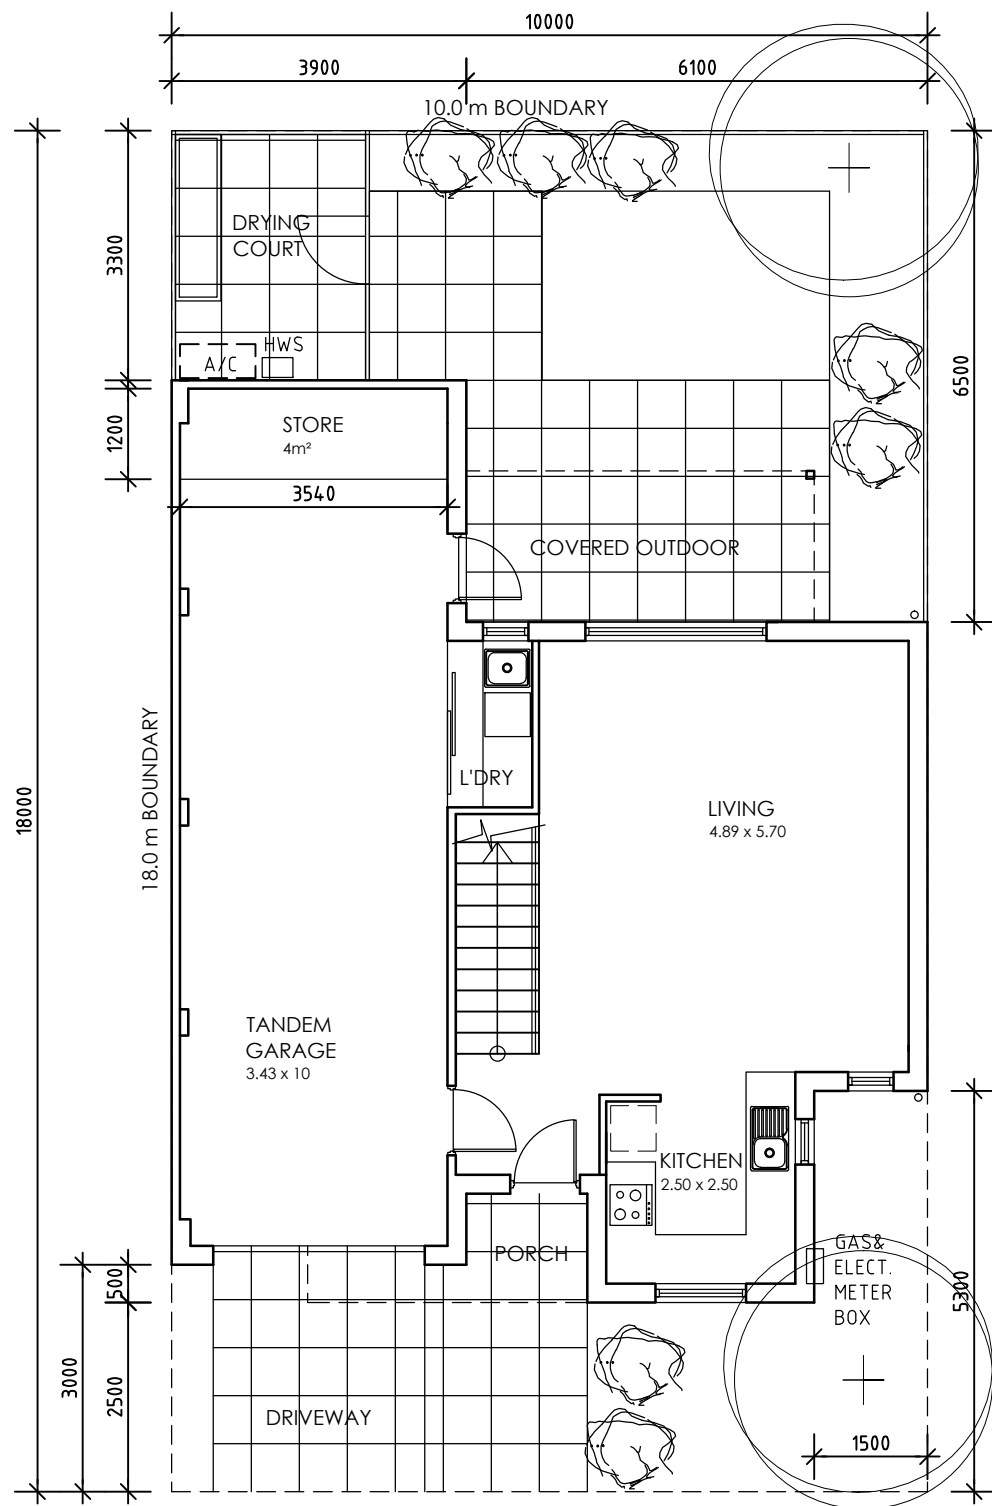 10000
3900
6100
10.0 m BOUNDARY
DRYING
COURT
3300
HWS
A/C
6500
1200
STORE
4m²
3540
COVERED OUTDOOR
18000
18.0 m BOUNDARY
L'DRY
LIVING
4.89 x 5.70
TANDEM
GARAGE
3.43 x 10
KITCHEN
2.50 x 2.50
PORCH
GAS&
ELECT.
METER
BOX
500
5300
3000
2500
DRIVEWAY
1500